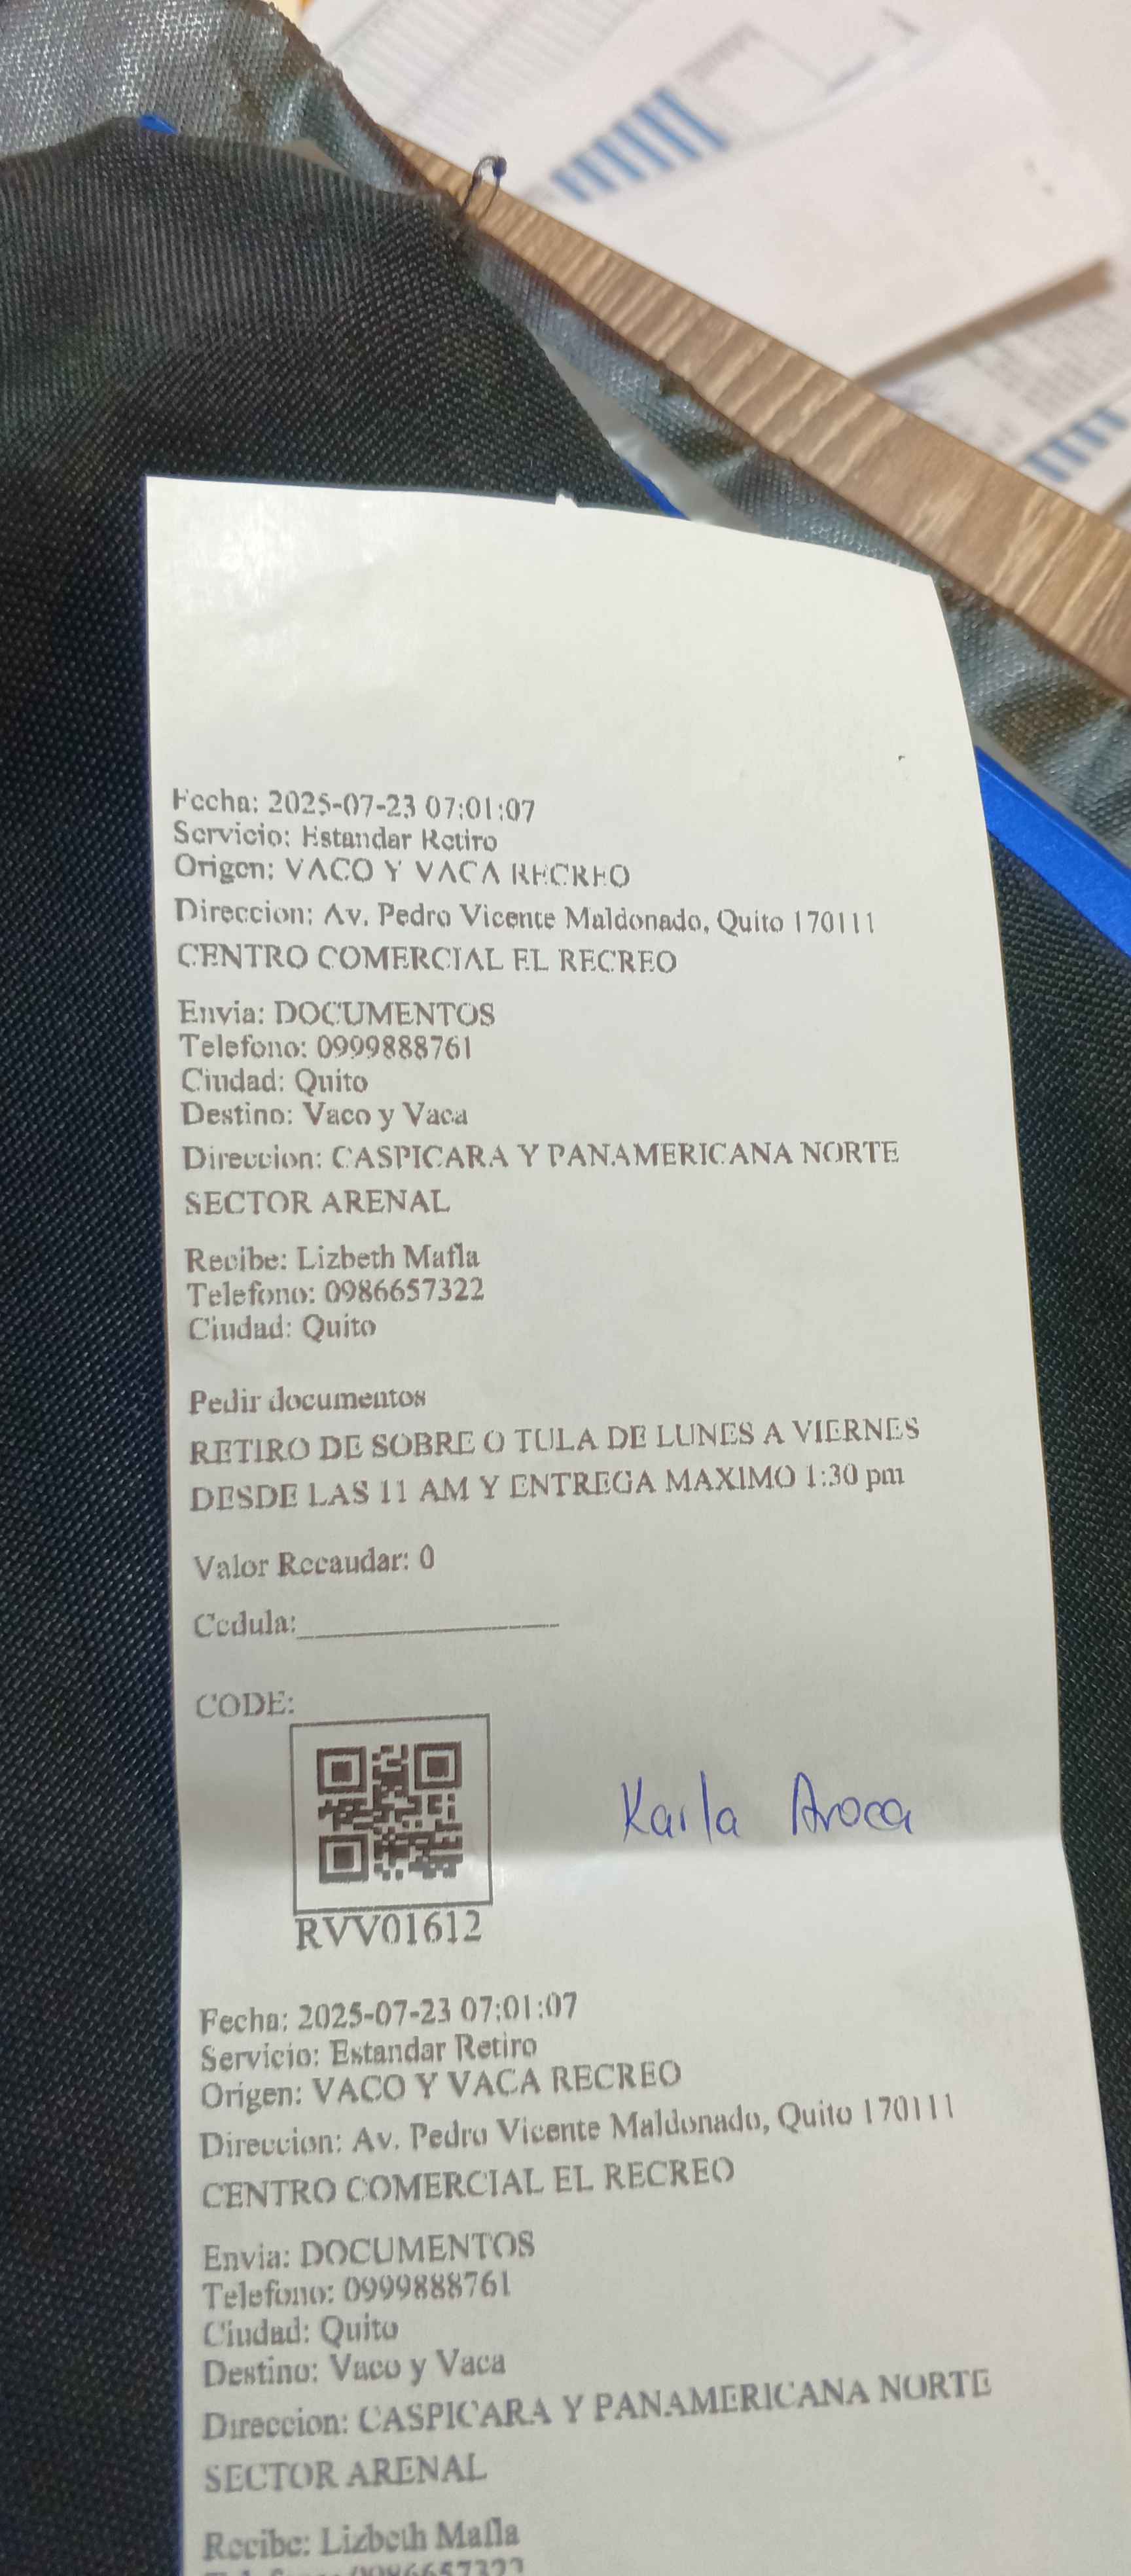 Fecha: 2025-07-23 07:01:07
Servicio: Estandar Retiro
Origen: VACO Y VACA RECREO
Direccion: Av. Pedro Vicente Maldonado, Quito 170111
CENTRO COMERCIAL EL RECREO
Envia: DOCUMENTOS
Telefono: 0999888761
Ciudad: Quito
Destino: Vaco y Vaca
Direccion: CASPICARA Y PANAMERICANA NORTE
SECTOR ARENAL
Recibe: Lizbeth Mafla
Telefono: 0986657322
Ciudad: Quito
Pedir documentos
RETIRO DE SOBRE O TULA DE LUNES A VIERNES
DESDE LAS 11 AM Y ENTREGA MAXIMO 1:30 pm
Valor Recaudar: 0
Cedula:
CODE:
Karla Aroca
RVV01612
Fecha: 2025-07-23 07:01:07
Servicio: Estandar Retiro
Origen: VACO Y VACA RECREO
Direccion: Av. Pedro Vicente Maldonado, Quito 170111
CENTRO COMERCIAL EL RECREO
Envia: DOCUMENTOS
Telefono: 0999888761
Ciudad: Quito
Destino: Vaco y Vaca
Direccion: CASPICARA Y PANAMERICANA NORTE
SECTOR ARENAL
Recibe: Lizbeth Mafla
Telefono: 0986657322